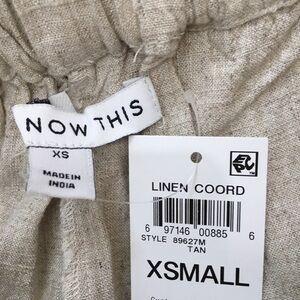 NOW THIS
XS
MADE IN
INDIA
LINEN COORD
6 97146 00885 6
STYLE 89627M
TAN
XSMALL